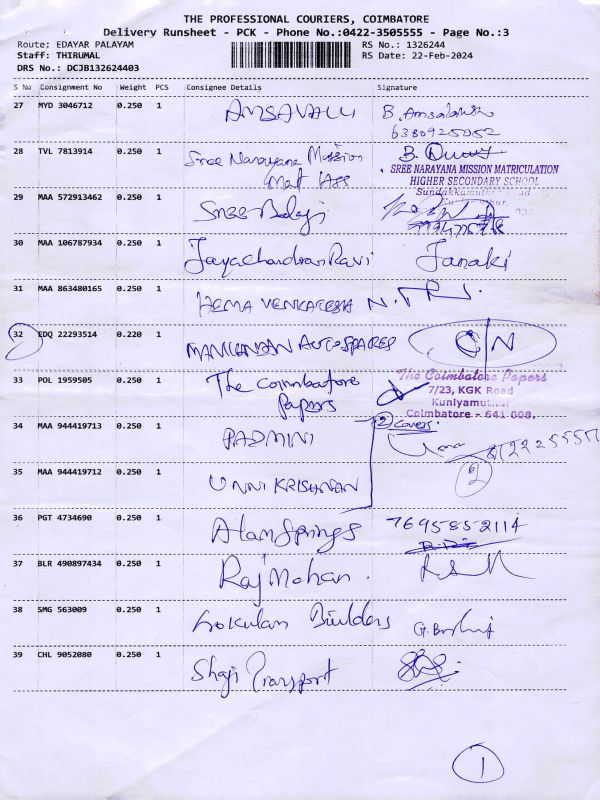 THE PROFESSIONAL COURIERS, COIMBATORE
Delivery Runsheet - PCK - Phone No.:0422-3505555 - Page No.:3
Route: EDAYAR PALAYAM
Staff: THIRUMAL
DRS No.: DCJB132624403
RS No.: 1326244
RS Date: 22-Feb-2024
S No Consignment No Weight PCS Consignee Details Signature
27 MYD 3046712 0.250 1 AMSAVALLI B. Amsalakshi
6380925052
28 TVL 7813914 0.250 1 Sree Narayana Mission B.
Mat Hss
SREE NARAYANA MISSION MATRICULATION
HIGHER SECONDARY SCHOOL
29 MAA 572913462 0.250 1 Sree Balaji
30 MAA 106787934 0.250 1 Jayachandran Ravi Janaki
31 MAA 863480165 0.250 1 HEMA VENKATESH
32 EDQ 22293514 0.220 1 MANIKANDAN AUTOSPARES C/N
33 POL 1959505 0.250 1 The Coimbatore
Papers
The Coimbatore Papers
7/23, KGK Road
Kuniyamuthur
Coimbatore - 641 008.
34 MAA 944419713 0.250 1 PADMINI 2 covers
35 MAA 944419712 0.250 1 UNNI KRISHNAN 2
36 PGT 4734690 0.250 1 Alam Springs 7695852114
37 BLR 490897434 0.250 1 Raj Mohan.
38 SMG 563009 0.250 1 Gokulan Builders
39 CHL 9052080 0.250 1 Shaji Transport
1